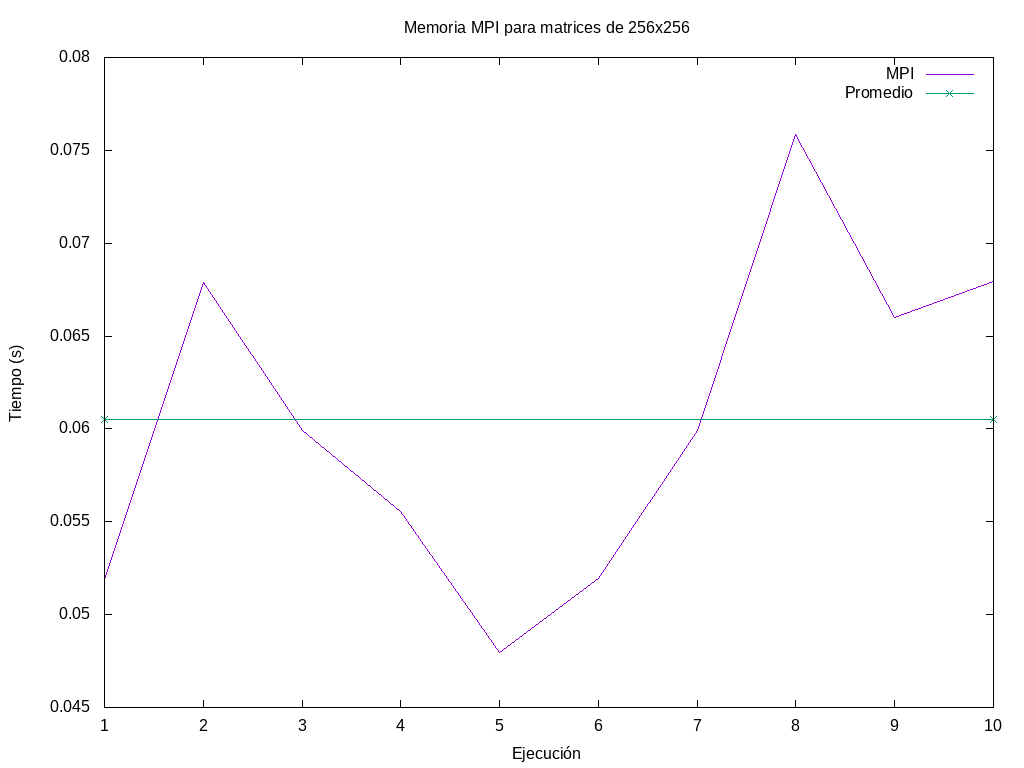 Memoria MPI para matrices de 256x256
MPI
Promedio
0.08
0.075
0.07
0.065
0.06
0.055
0.05
0.045
Tiempo (s)
1 2 3 4 5 6 7 8 9 10
Ejecución